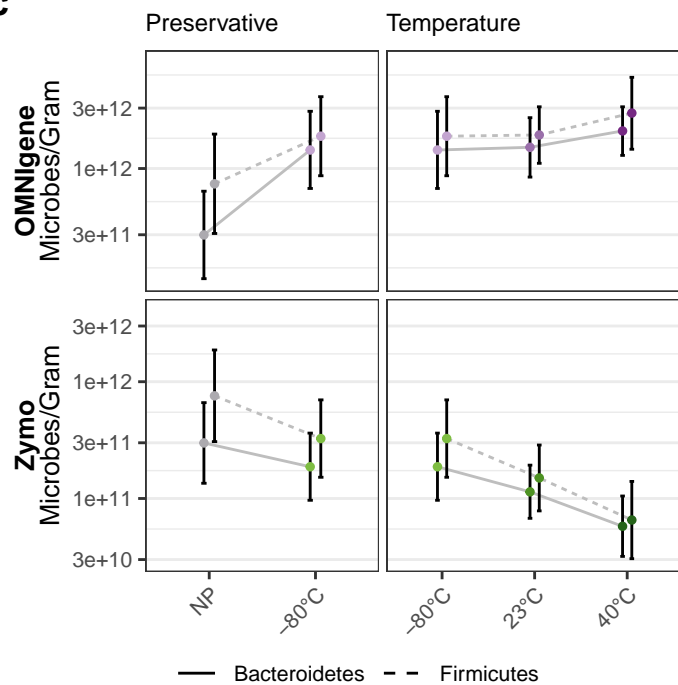 Preservative Temperature
OMNIgene
Microbes/Gram
3e+12
1e+12
3e+11
Zymo
Microbes/Gram
3e+12
1e+12
3e+11
1e+11
3e+10
NP −80°C −80°C 23°C 40°C
Bacteroidetes Firmicutes